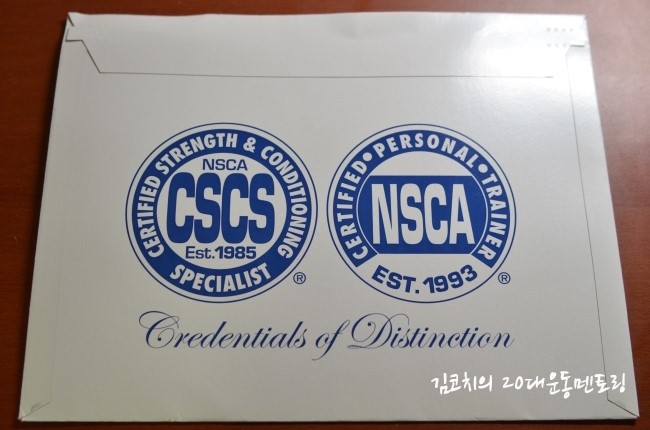 CERTIFIED STRENGTH & CONDITIONING
NSCA
CSCS
Est. 1985
SPECIALIST
®
CERTIFIED • PERSONAL • TRAINER
NSCA
EST. 1993
®
Credentials of Distinction
김코치의 20대운동멘토링